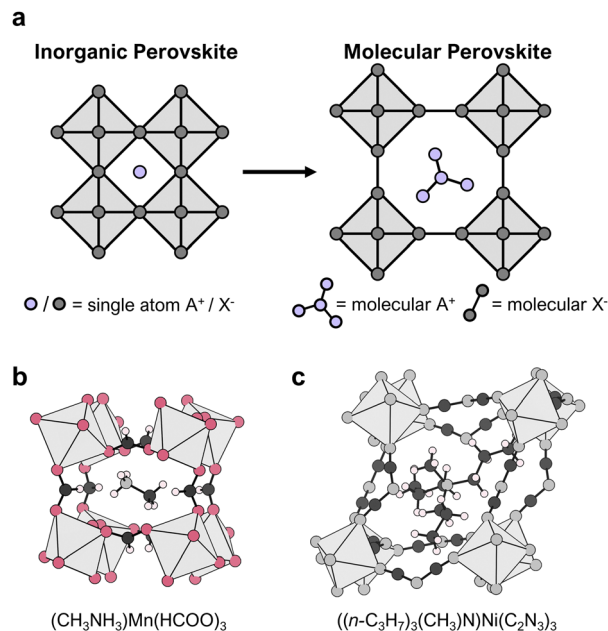 a
Inorganic Perovskite
Molecular Perovskite
/ = single atom A⁺ / X⁻
= molecular A⁺
= molecular X⁻
b
c
(CH₃NH₃)Mn(HCOO)₃
((n-C₃H₇)₃(CH₃)N)Ni(C₂N₃)₃